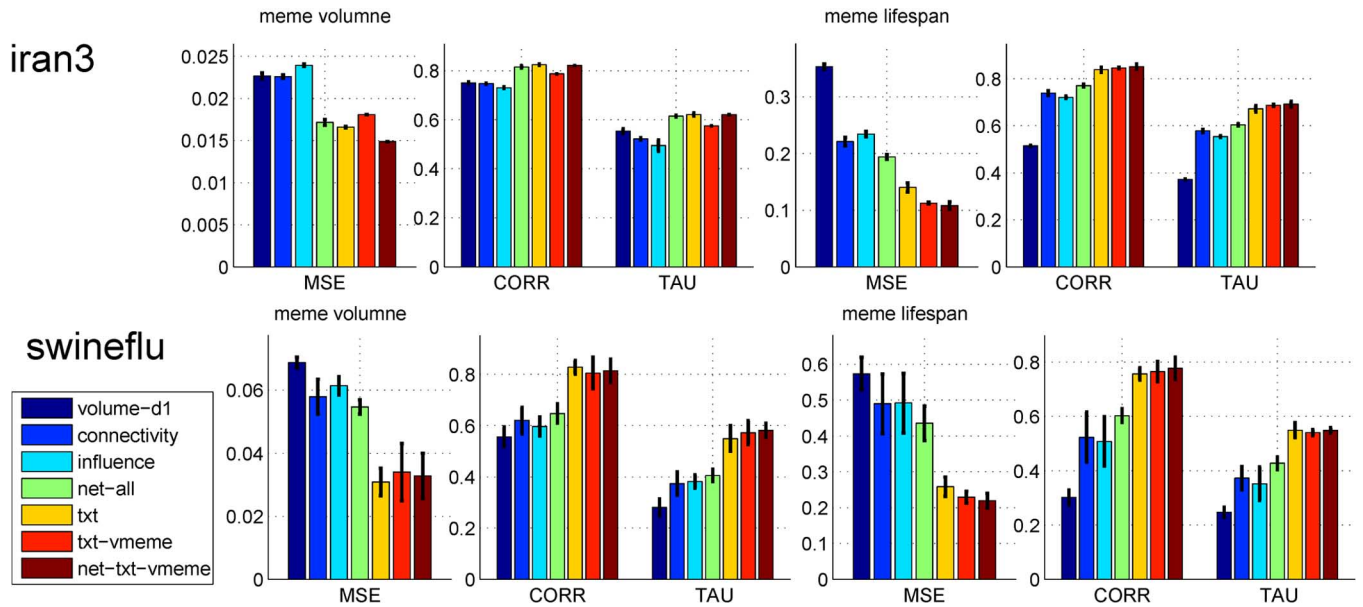 iran3
meme volumne
0.025
0.02
0.015
0.01
0.005
0
MSE
0.8
0.6
0.4
0.2
0
CORR TAU
meme lifespan
0.3
0.2
0.1
0
MSE
0.8
0.6
0.4
0.2
0
CORR TAU
swineflu
meme volumne
0.06
0.04
0.02
0
MSE
0.8
0.6
0.4
0.2
0
CORR TAU
meme lifespan
0.6
0.5
0.4
0.3
0.2
0.1
0
MSE
0.8
0.6
0.4
0.2
0
CORR TAU
volume-d1
connectivity
influence
net-all
txt
txt-vmeme
net-txt-vmeme